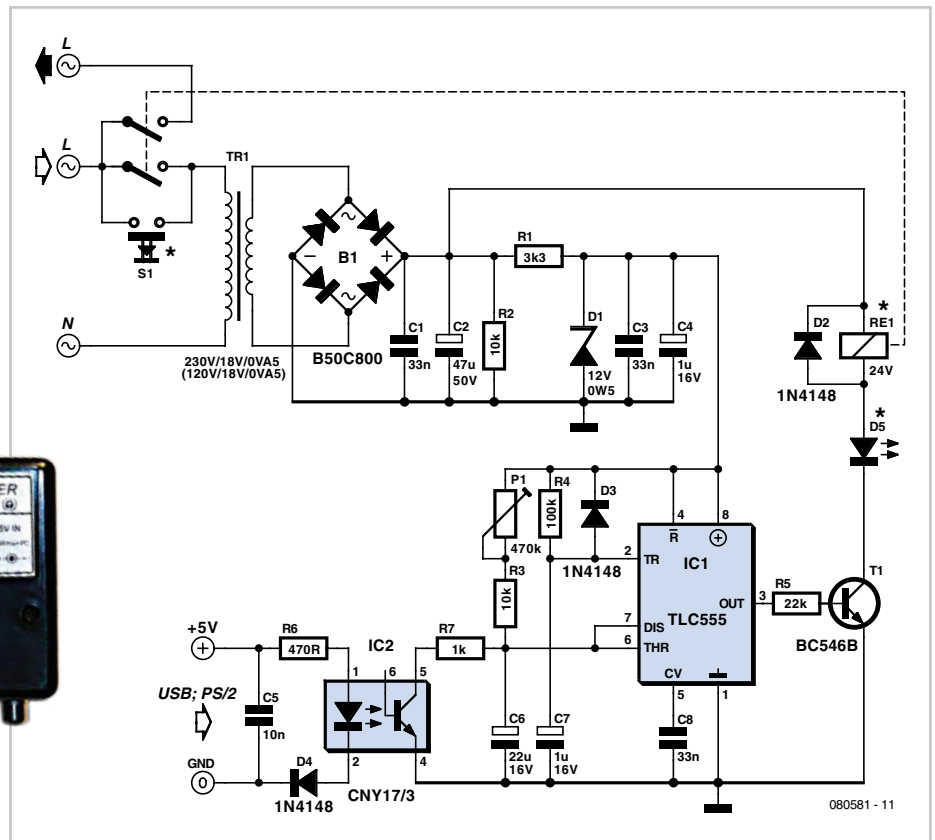 L
L
N
TR1
S1
*
230V/18V/0VA5
(120V/18V/0VA5)
B1
B50C800
C1
33n
C2
47u
50V
R2
10k
R1
3k3
D1
12V
0W5
C3
33n
C4
1u
16V
D2
1N4148
*
RE1
24V
*
D5
P1
470k
R4
100k
D3
1N4148
R3
10k
4
R
8
2
TR
IC1
7
DIS
6
THR
TLC555
OUT
3
CV
5
1
R5
22k
T1
BC546B
ER
5V IN
+5V
R6
470R
IC2
6
5
1
2
4
R7
1k
USB; PS/2
C5
10n
GND
0
D4
1N4148
CNY17/3
C6
22u
16V
C7
1u
16V
C8
33n
080581 - 11